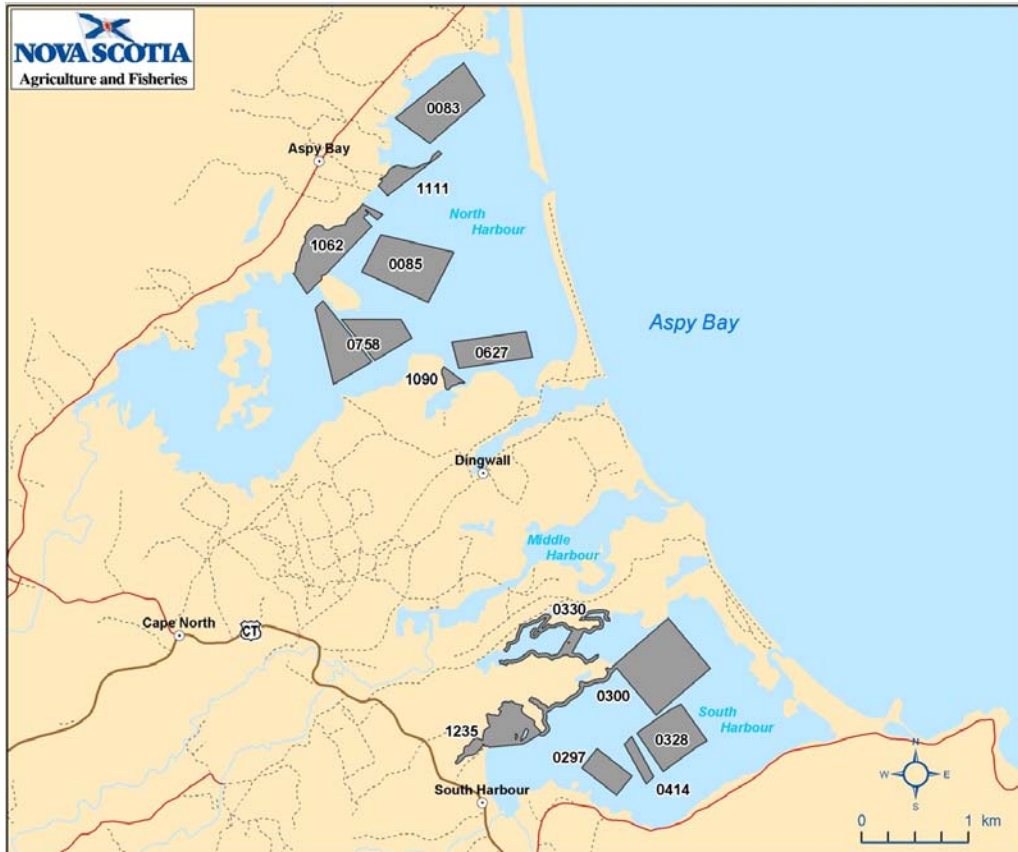 NOVA SCOTIA
Agriculture and Fisheries
0083
Aspy Bay
1111
North
Harbour
1062
0085
Aspy Bay
0758
0627
1090
Dingwall
Middle
Harbour
0330
Cape North
CT
0300
South
Harbour
1235
0328
0297
0414
South Harbour
N
W
E
S
0
1 km